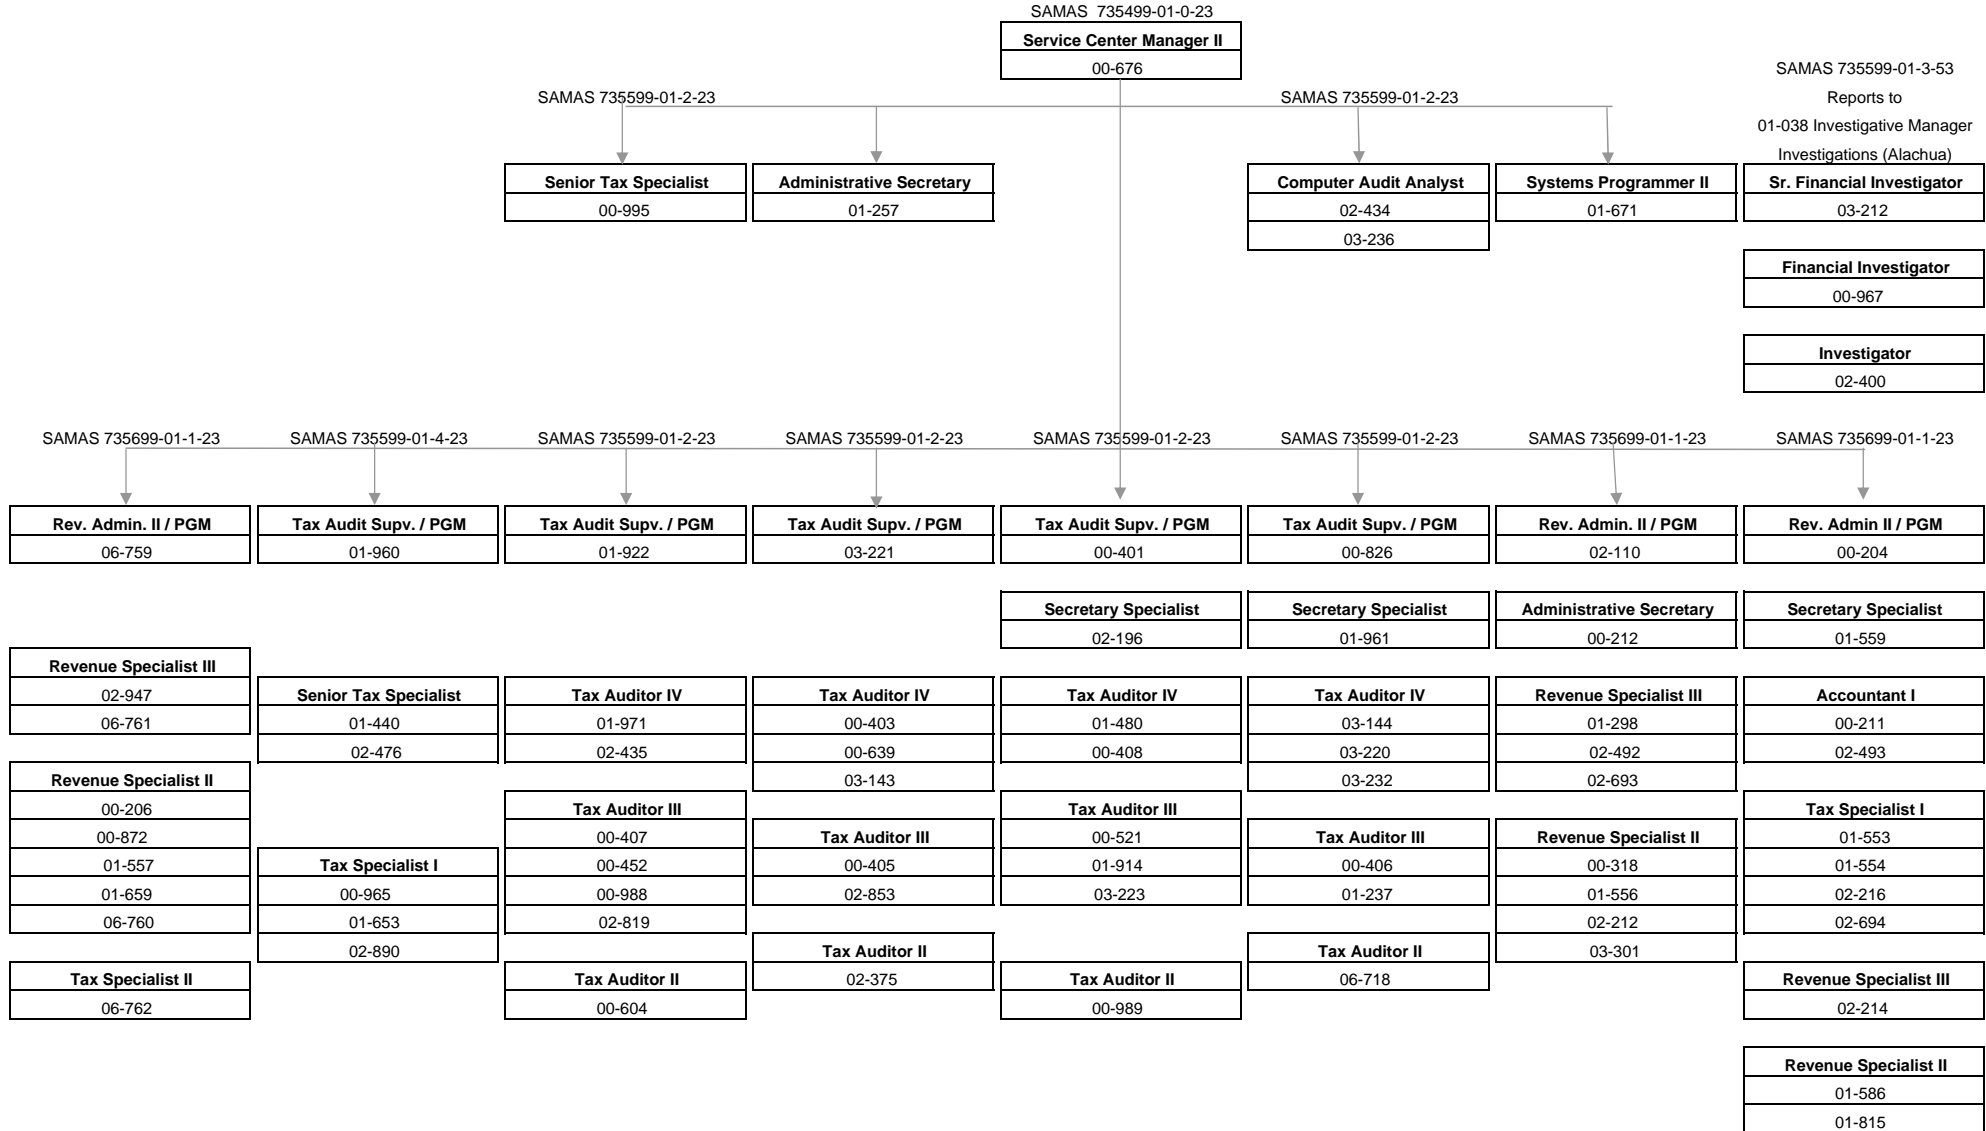 SAMAS 735499-01-0-23
Service Center Manager II
00-676
SAMAS 735599-01-2-23
SAMAS 735599-01-2-23
SAMAS 735599-01-3-53
Reports to
01-038 Investigative Manager
Investigations (Alachua)
Senior Tax Specialist
00-995
Administrative Secretary
01-257
Computer Audit Analyst
02-434
03-236
Systems Programmer II
01-671
Sr. Financial Investigator
03-212
Financial Investigator
00-967
Investigator
02-400
SAMAS 735699-01-1-23
Rev. Admin. II / PGM
06-759
Revenue Specialist III
02-947
06-761
Revenue Specialist II
00-206
00-872
01-557
01-659
06-760
Tax Specialist II
06-762
SAMAS 735599-01-4-23
Tax Audit Supv. / PGM
01-960
Senior Tax Specialist
01-440
02-476
Tax Specialist I
00-965
01-653
02-890
SAMAS 735599-01-2-23
Tax Audit Supv. / PGM
01-922
Tax Auditor IV
01-971
02-435
Tax Auditor III
00-407
00-452
00-988
02-819
Tax Auditor II
00-604
SAMAS 735599-01-2-23
Tax Audit Supv. / PGM
03-221
Tax Auditor IV
00-403
00-639
03-143
Tax Auditor III
00-405
02-853
Tax Auditor II
02-375
SAMAS 735599-01-2-23
Tax Audit Supv. / PGM
00-401
Secretary Specialist
02-196
Tax Auditor IV
01-480
00-408
Tax Auditor III
00-521
01-914
03-223
Tax Auditor II
00-989
SAMAS 735599-01-2-23
Tax Audit Supv. / PGM
00-826
Secretary Specialist
01-961
Tax Auditor IV
03-144
03-220
03-232
Tax Auditor III
00-406
01-237
Tax Auditor II
06-718
SAMAS 735699-01-1-23
Rev. Admin. II / PGM
02-110
Administrative Secretary
00-212
Revenue Specialist III
01-298
02-492
02-693
Revenue Specialist II
00-318
01-556
02-212
03-301
SAMAS 735699-01-1-23
Rev. Admin II / PGM
00-204
Secretary Specialist
01-559
Accountant I
00-211
02-493
Tax Specialist I
01-553
01-554
02-216
02-694
Revenue Specialist III
02-214
Revenue Specialist II
01-586
01-815